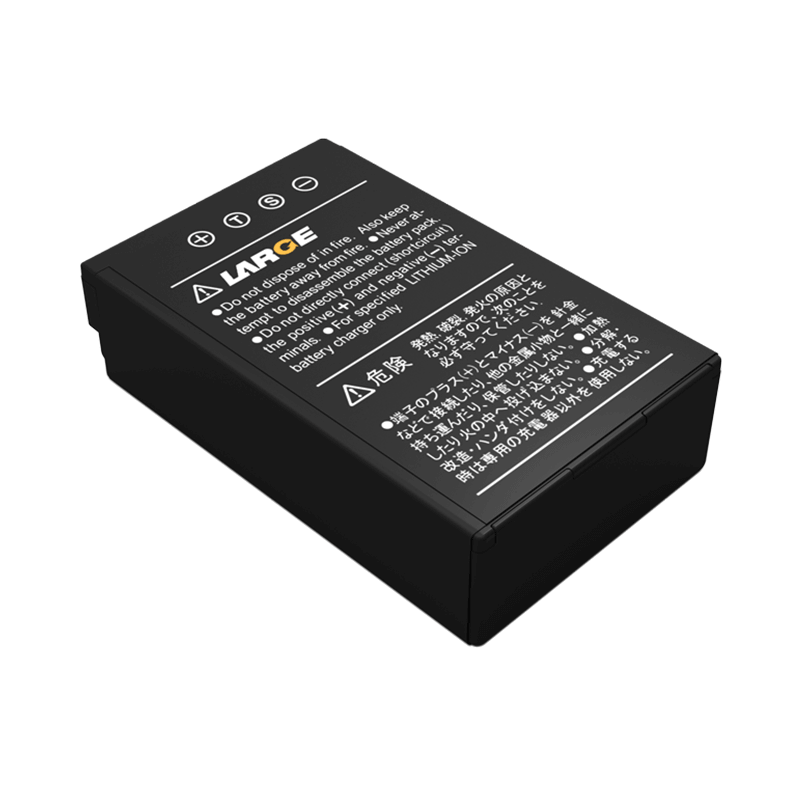 + T S −
LARGE
●Do not dispose of in fire. Also keep
the battery away from fire. ●Never at-
tempt to disassemble the battery pack.
●Do not directly connect (shortcircuit)
the positive(+) and negative(−) ter-
minals. ●For specified LITHIUM-ION
battery charger only.
危険
発熱、破裂、発火の原因と
なりますので、次のことを
必ず守ってください。
●端子のプラス(+)とマイナス(−)を針金
などで接続したり、他の金属小物と一緒に
持ち運んだり、保管したりしない。●加熱
したり火の中へ投げ込まない。●分解・
改造・ハンダ付けをしない。●充電する
時は専用の充電器以外を使用しない。